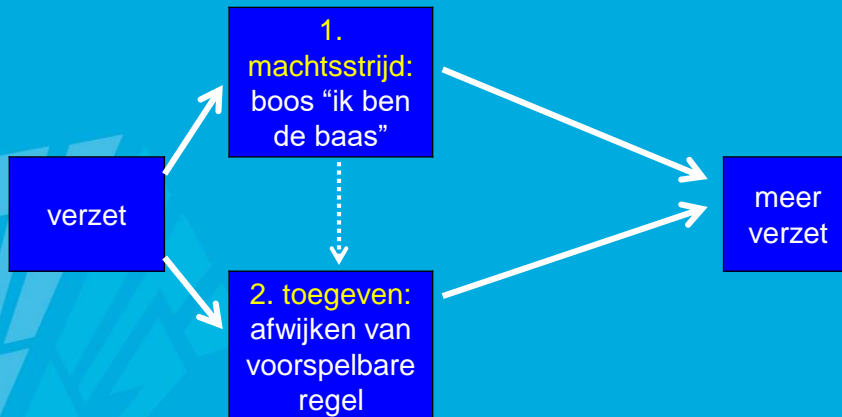 1.
machtsstrijd:
boos “ik ben
de baas”
verzet
meer
verzet
2. toegeven:
afwijken van
voorspelbare
regel